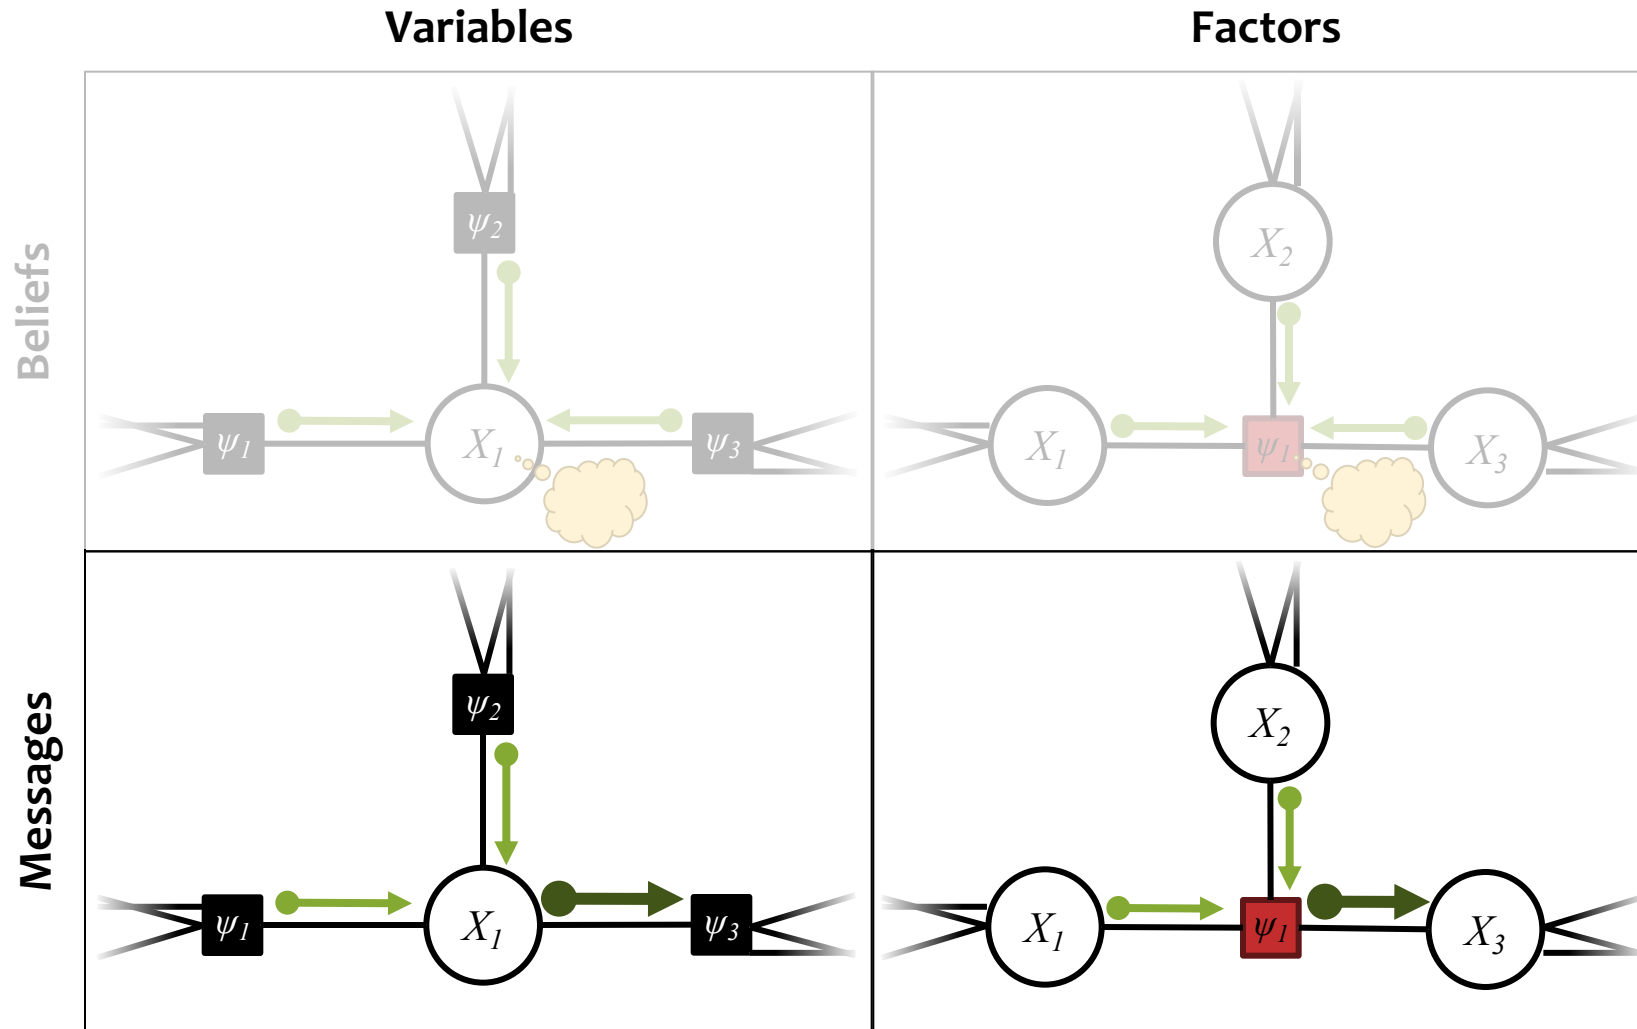 Variables
Factors
Beliefs
ψ2
X1
ψ1
ψ3
X2
X1
ψ1
X3
Messages
ψ2
ψ1
X1
ψ3
X2
X1
ψ1
X3